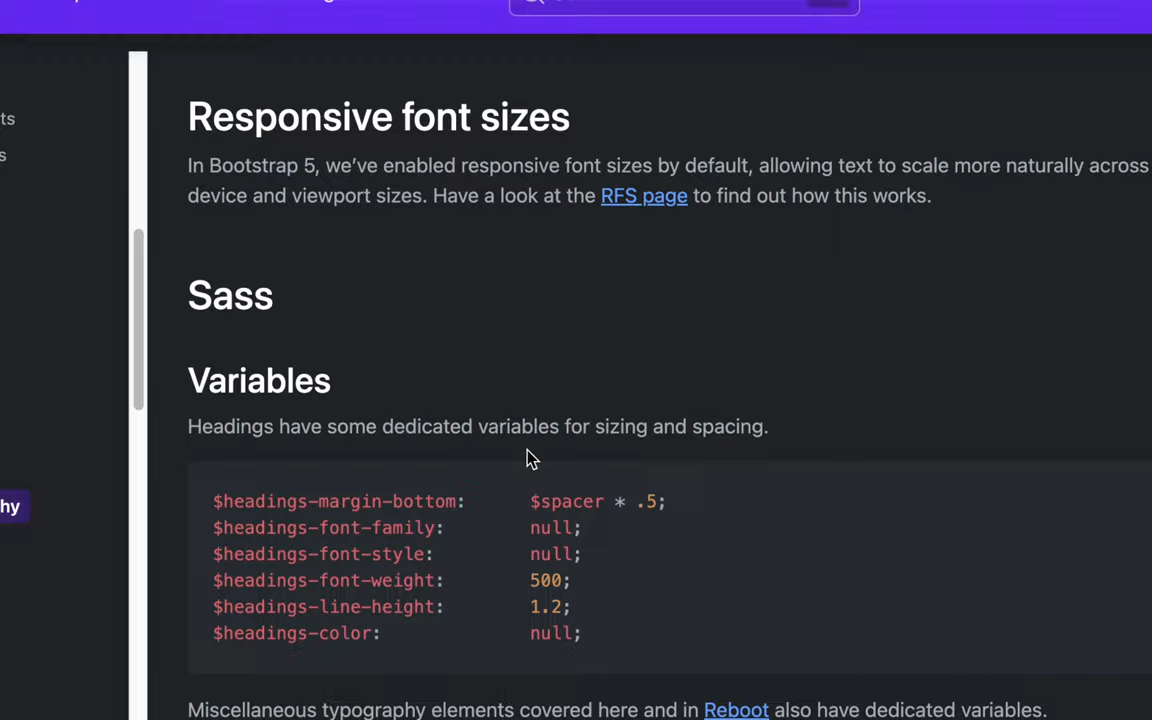 ts
s
hy
Responsive font sizes
In Bootstrap 5, we’ve enabled responsive font sizes by default, allowing text to scale more naturally across
device and viewport sizes. Have a look at the RFS page to find out how this works.
Sass
Variables
Headings have some dedicated variables for sizing and spacing.
$headings-margin-bottom: $spacer * .5;
$headings-font-family: null;
$headings-font-style: null;
$headings-font-weight: 500;
$headings-line-height: 1.2;
$headings-color: null;
Miscellaneous typography elements covered here and in Reboot also have dedicated variables.